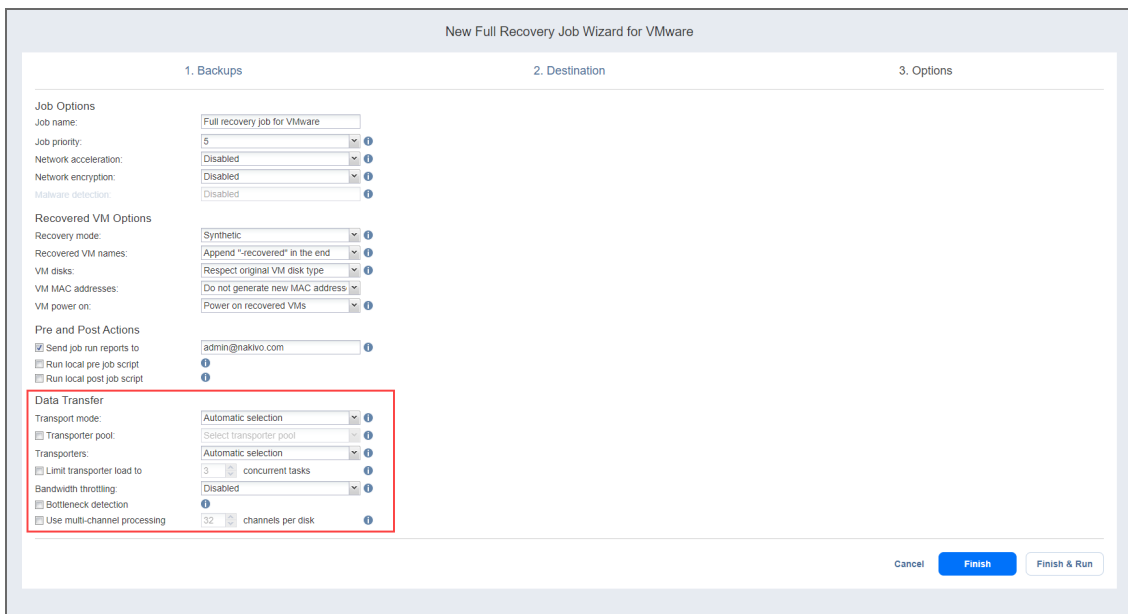 New Full Recovery Job Wizard for VMware
1. Backups 2. Destination 3. Options
Job Options
Job name: Full recovery job for VMware
Job priority: 5
Network acceleration: Disabled
Network encryption: Disabled
Malware detection: Disabled
Recovered VM Options
Recovery mode: Synthetic
Recovered VM names: Append "-recovered" in the end
VM disks: Respect original VM disk type
VM MAC addresses: Do not generate new MAC address
VM power on: Power on recovered VMs
Pre and Post Actions
Send job run reports to admin@nakivo.com
Run local pre job script
Run local post job script
Data Transfer
Transport mode: Automatic selection
Transporter pool: Select transporter pool
Transporters: Automatic selection
Limit transporter load to 3 concurrent tasks
Bandwidth throttling: Disabled
Bottleneck detection
Use multi-channel processing 32 channels per disk
Cancel Finish Finish & Run